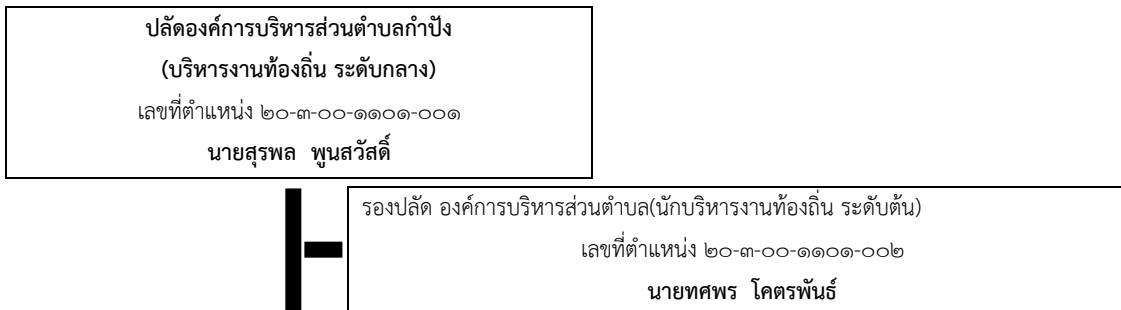 ปลัดองค์การบริหารส่วนตำบลกำปัง
(บริหารงานท้องถิ่น ระดับกลาง)
เลขที่ตำแหน่ง ๒๐-๓-๐๐-๑๑๐๑-๐๐๑
นายสุรพล พูนสวัสดิ์
รองปลัด องค์การบริหารส่วนตำบล(นักบริหารงานท้องถิ่น ระดับต้น)
เลขที่ตำแหน่ง ๒๐-๓-๐๐-๑๑๐๑-๐๐๒
นายทศพร โคตรพันธ์